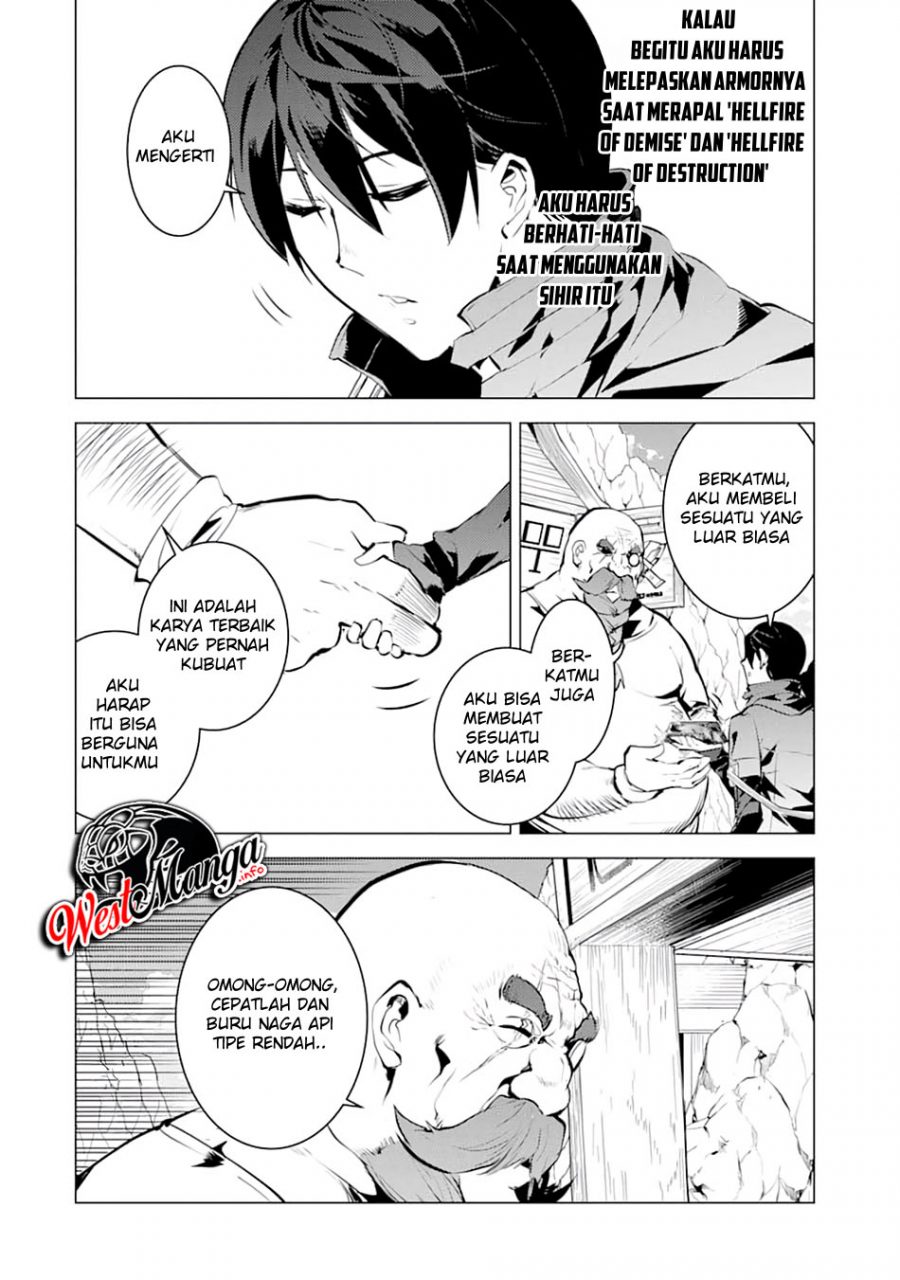 KALAU
BEGITU AKU HARUS
MELEPASKAN ARMORNYA
SAAT MERAPAL 'HELLFIRE
OF DEMISE' DAN 'HELLFIRE
OF DESTRUCTION'
AKU HARUS
BERHATI-HATI
SAAT MENGGUNAKAN
SIHIR ITU
AKU
MENGERTI
BERKATMU,
AKU MEMBELI
SESUATU YANG
LUAR BIASA
BER-
KATMU
JUGA
AKU BISA
MEMBUAT
SESUATU
YANG LUAR
BIASA
INI ADALAH
KARYA TERBAIK
YANG PERNAH
KUBUAT
AKU
HARAP
ITU BISA
BERGUNA
UNTUKMU
WestManga
.info
OMONG-OMONG,
CEPATLAH DAN
BURU NAGA API
TIPE RENDAH..